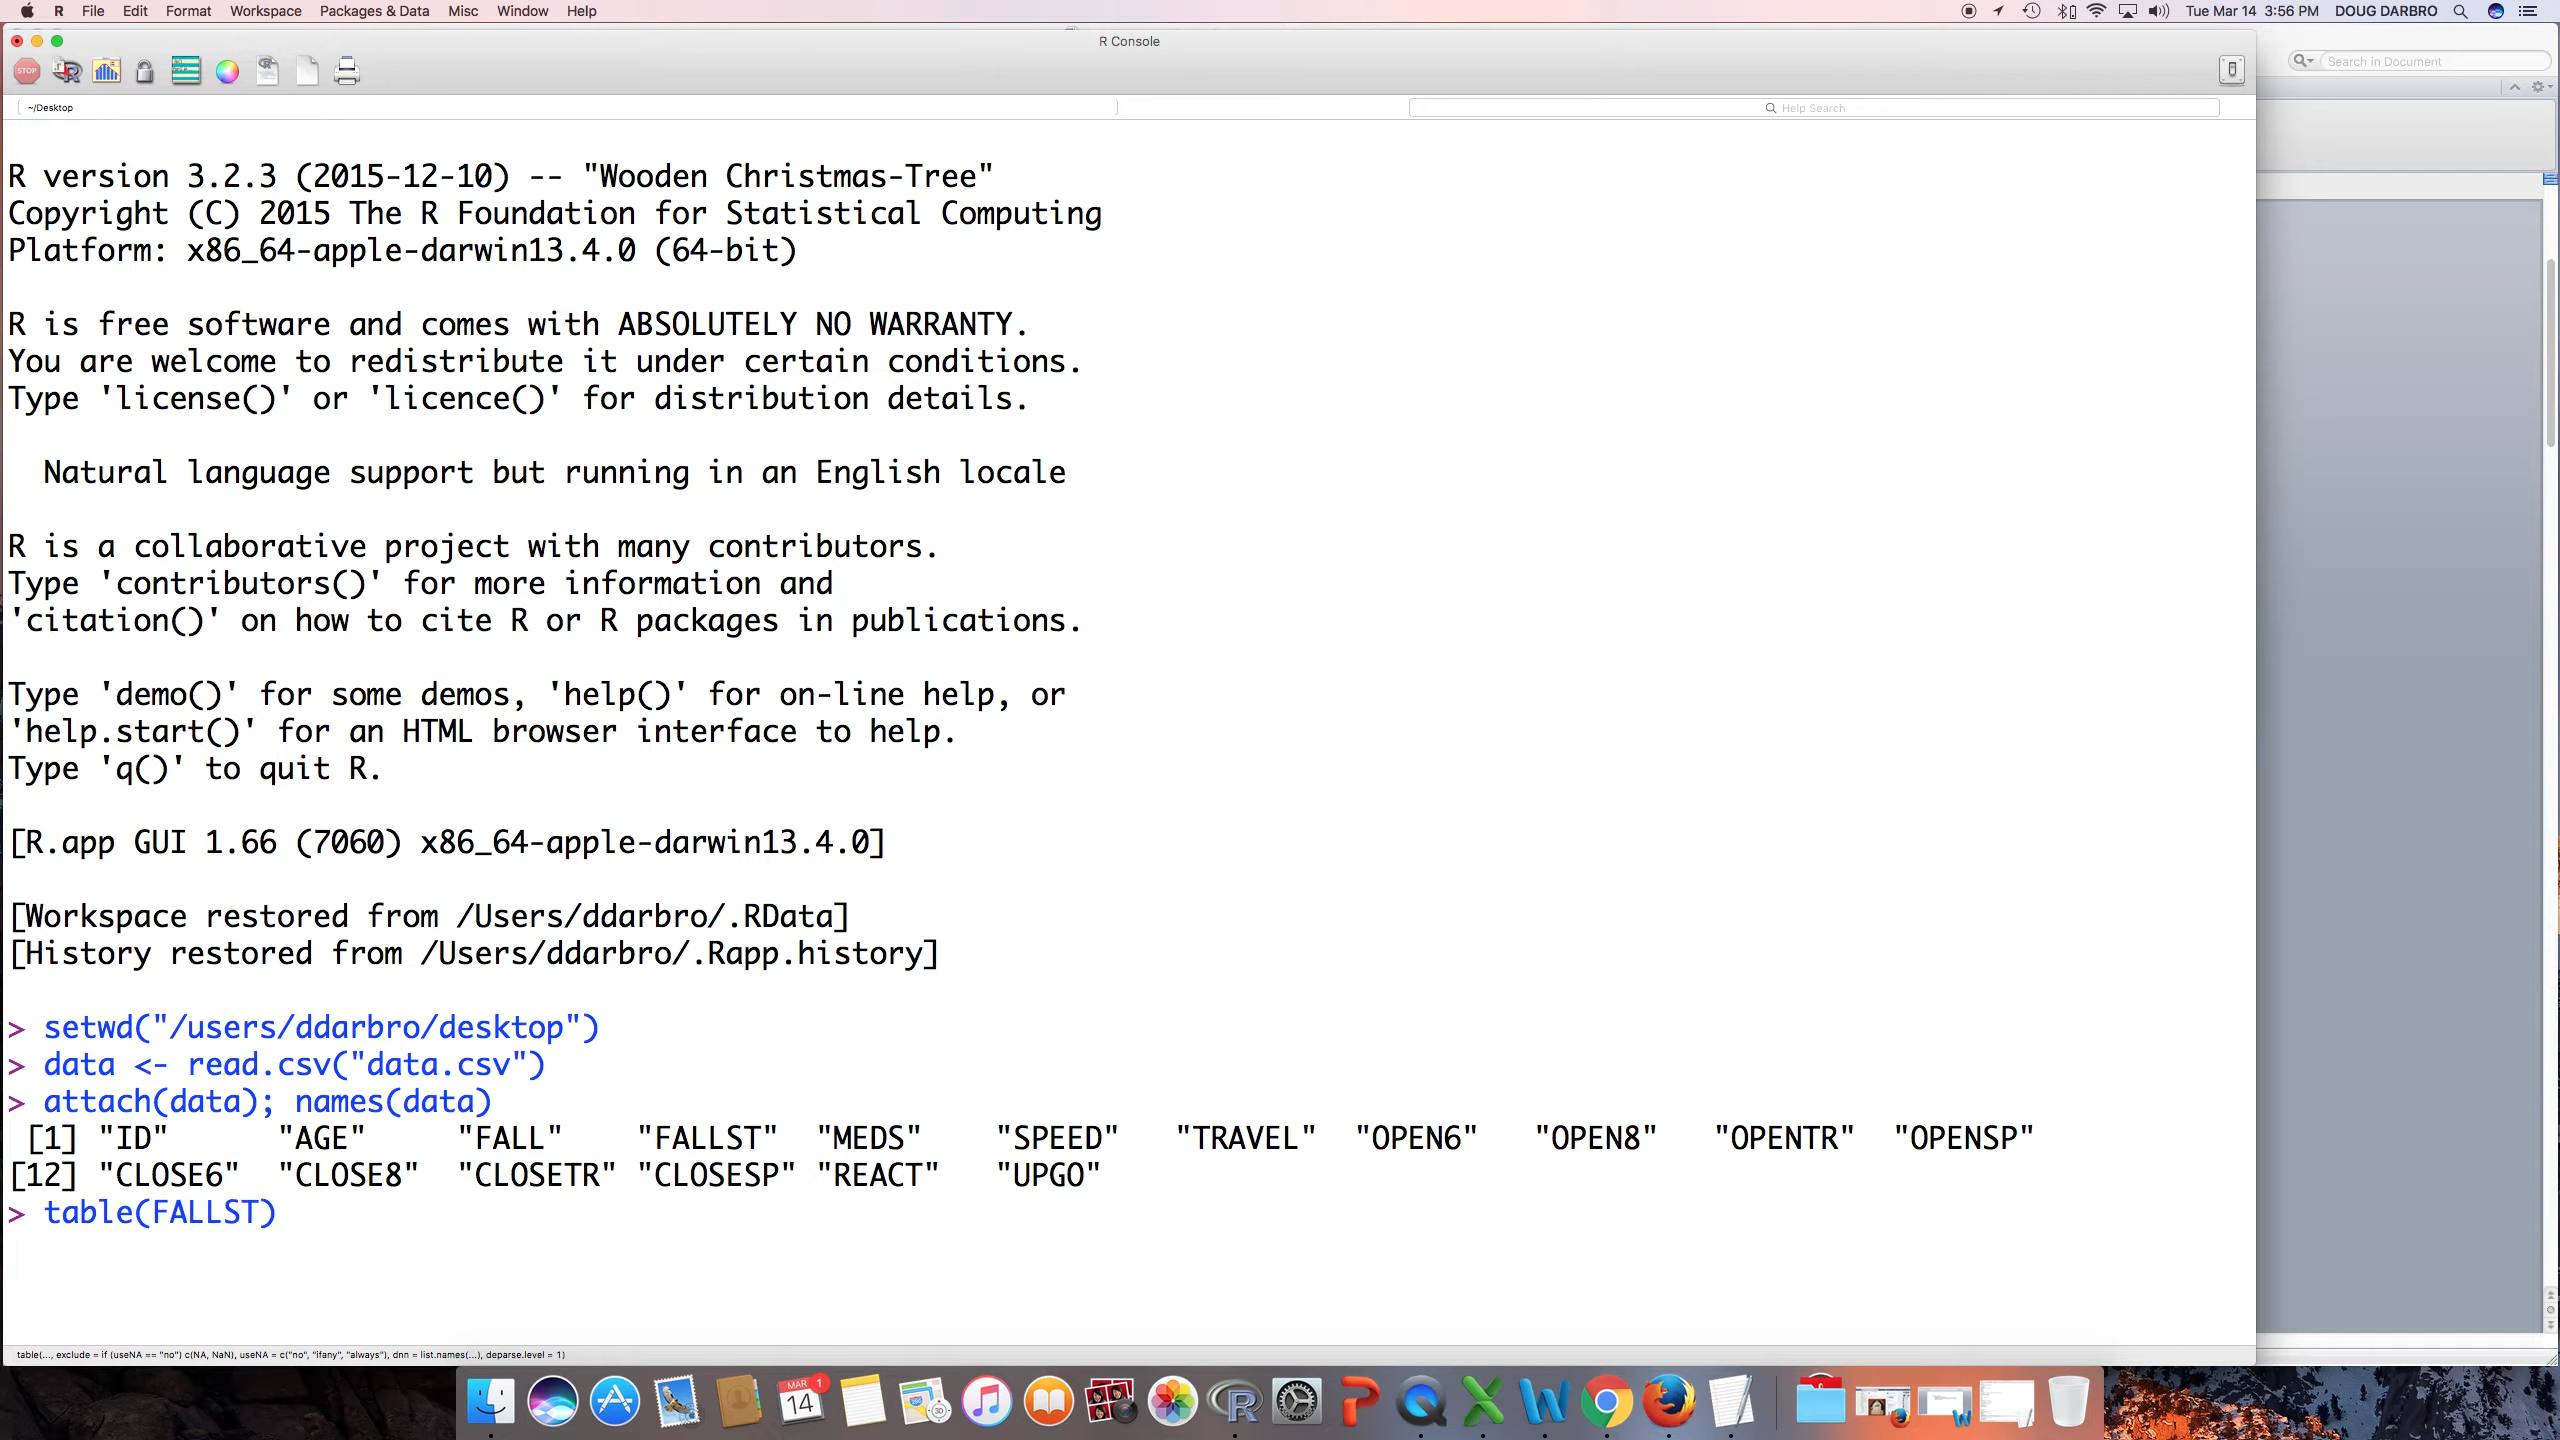 R File Edit Format Workspace Packages & Data Misc Window Help Tue Mar 14 3:56 PM DOUG DARBRO
R Console
STOP
Search in Document
~/Desktop
Help Search
R version 3.2.3 (2015-12-10) -- "Wooden Christmas-Tree"
Copyright (C) 2015 The R Foundation for Statistical Computing
Platform: x86_64-apple-darwin13.4.0 (64-bit)
R is free software and comes with ABSOLUTELY NO WARRANTY.
You are welcome to redistribute it under certain conditions.
Type 'license()' or 'licence()' for distribution details.
Natural language support but running in an English locale
R is a collaborative project with many contributors.
Type 'contributors()' for more information and
'citation()' on how to cite R or R packages in publications.
Type 'demo()' for some demos, 'help()' for on-line help, or
'help.start()' for an HTML browser interface to help.
Type 'q()' to quit R.
[R.app GUI 1.66 (7060) x86_64-apple-darwin13.4.0]
[Workspace restored from /Users/ddarbro/.RData]
[History restored from /Users/ddarbro/.Rapp.history]
> setwd("/users/ddarbro/desktop")
> data <- read.csv("data.csv")
> attach(data); names(data)
[1] "ID" "AGE" "FALL" "FALLST" "MEDS" "SPEED" "TRAVEL" "OPEN6" "OPEN8" "OPENTR" "OPENSP"
[12] "CLOSE6" "CLOSE8" "CLOSETR" "CLOSESP" "REACT" "UPGO"
> table(FALLST)
table(..., exclude = if (useNA == "no") c(NA, NaN), useNA = c("no", "ifany", "always"), dnn = list.names(...), deparse.level = 1)
MAR 14 1